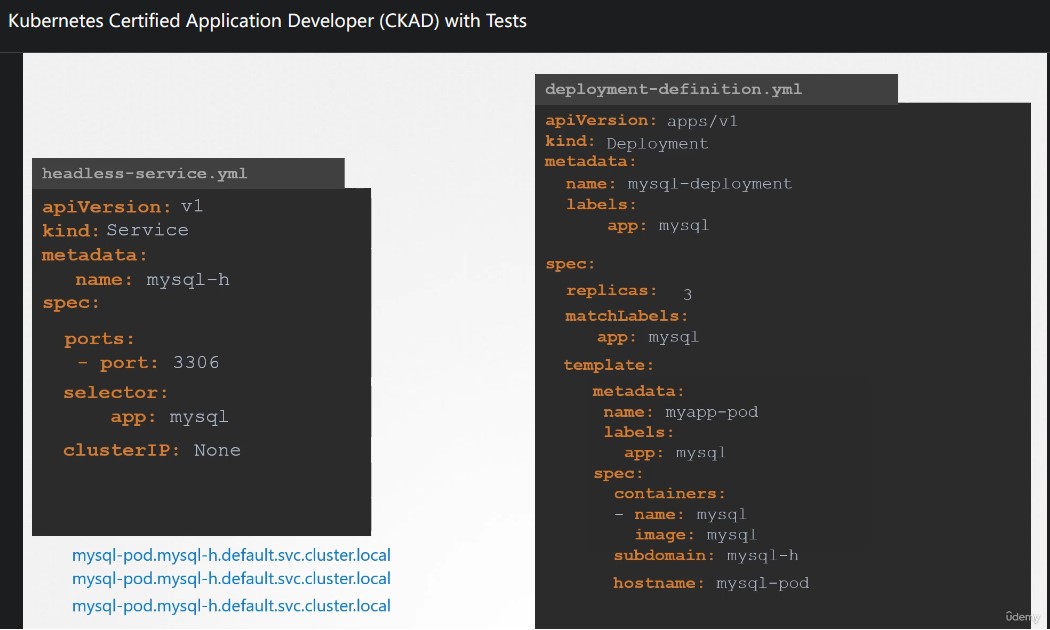 Kubernetes Certified Application Developer (CKAD) with Tests
headless-service.yml
apiVersion: v1
kind: Service
metadata:
name: mysql-h
spec:
ports:
- port: 3306
selector:
app: mysql
clusterIP: None
mysql-pod.mysql-h.default.svc.cluster.local
mysql-pod.mysql-h.default.svc.cluster.local
mysql-pod.mysql-h.default.svc.cluster.local
deployment-definition.yml
apiVersion: apps/v1
kind: Deployment
metadata:
name: mysql-deployment
labels:
app: mysql
spec:
replicas: 3
matchLabels:
app: mysql
template:
metadata:
name: myapp-pod
labels:
app: mysql
spec:
containers:
- name: mysql
image: mysql
subdomain: mysql-h
hostname: mysql-pod
ûdemy